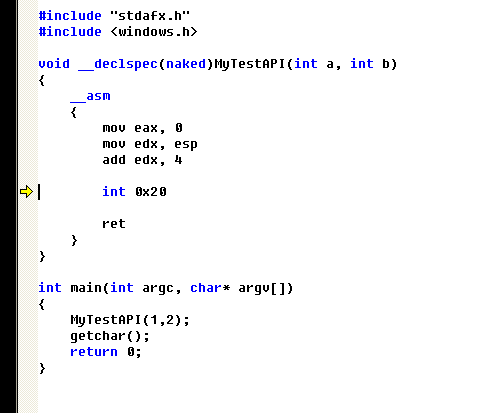 #include "stdafx.h"
#include <windows.h>
void __declspec(naked)MyTestAPI(int a, int b)
{
__asm
{
mov eax, 0
mov edx, esp
add edx, 4
int 0x20
ret
}
}
int main(int argc, char* argv[])
{
MyTestAPI(1,2);
getchar();
return 0;
}